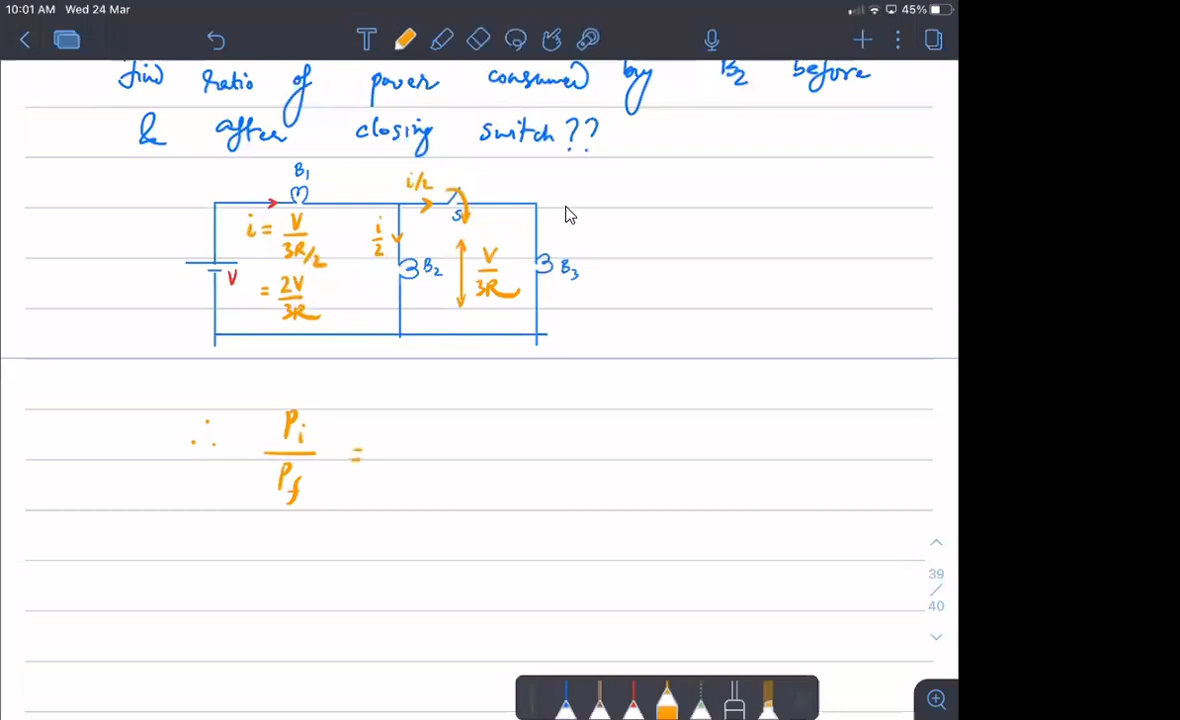 10:01 AM Wed 24 Mar
45%
find ratio of power consumed by B2 before
& after closing switch??
B1
i/2
S
i = V / 3R/2
i/2
B2
V / 3R
B3
V
= 2V / 3R
∴ Pi / Pf =
39
/
40